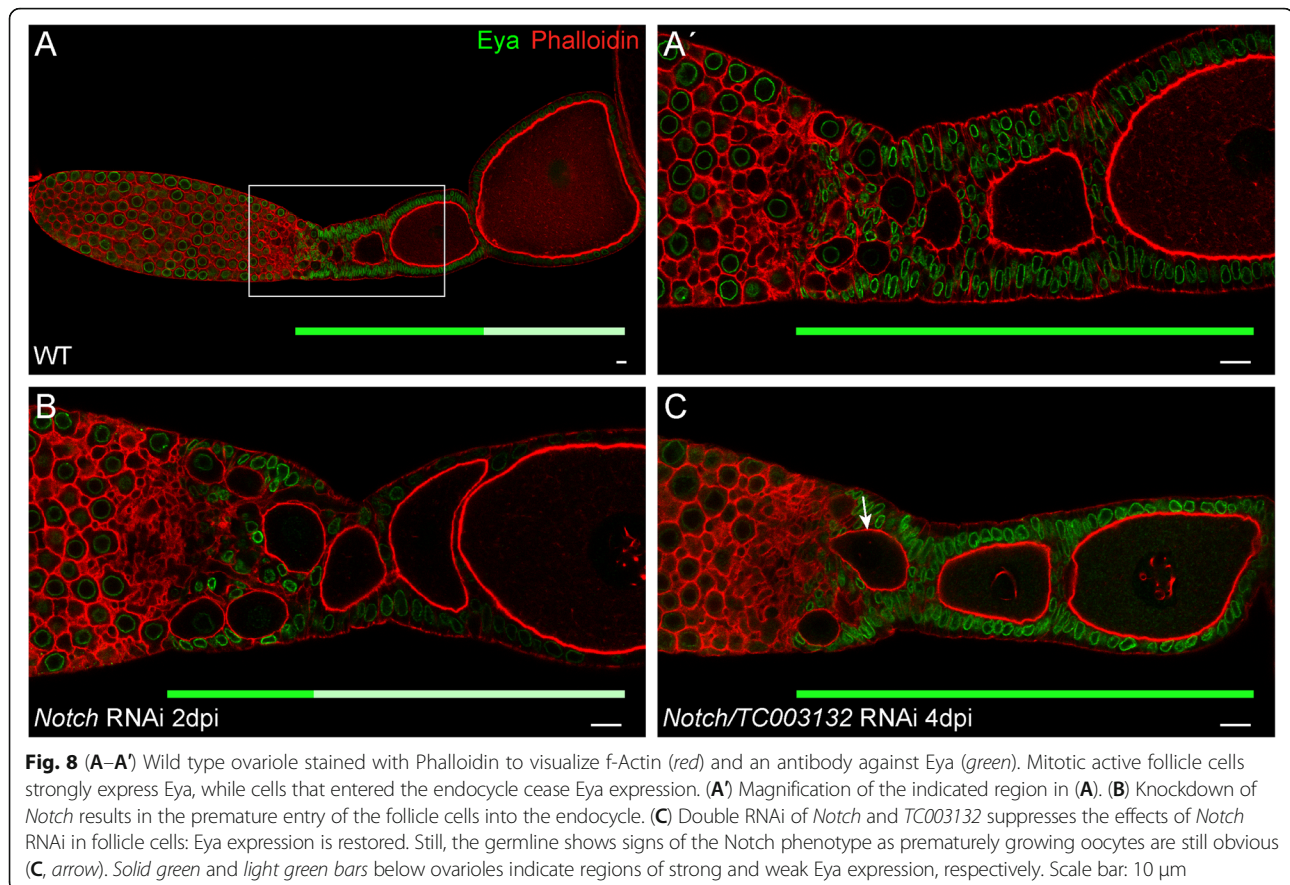 A
Eya Phalloidin
A´
WT
B
C
Notch RNAi 2dpi
Notch/TC003132 RNAi 4dpi
Fig. 8 (A–A′) Wild type ovariole stained with Phalloidin to visualize f-Actin (red) and an antibody against Eya (green). Mitotic active follicle cells
strongly express Eya, while cells that entered the endocycle cease Eya expression. (A′) Magnification of the indicated region in (A). (B) Knockdown of
Notch results in the premature entry of the follicle cells into the endocycle. (C) Double RNAi of Notch and TC003132 suppresses the effects of Notch
RNAi in follicle cells: Eya expression is restored. Still, the germline shows signs of the Notch phenotype as prematurely growing oocytes are still obvious
(C, arrow). Solid green and light green bars below ovarioles indicate regions of strong and weak Eya expression, respectively. Scale bar: 10 μm